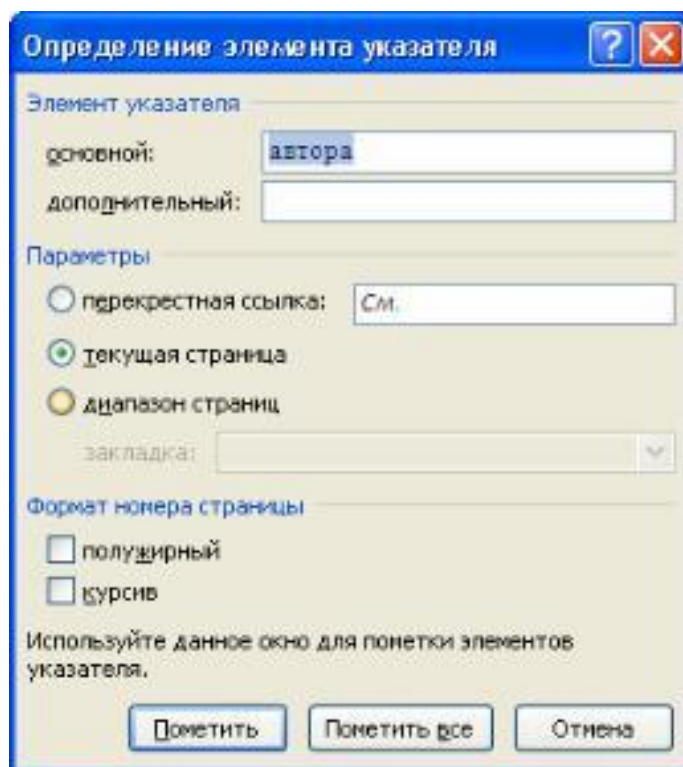 Определение элемента указателя
Элемент указателя
основной: автора
дополнительный:
Параметры
перекрестная ссылка: См.
текущая страница
диапазон страниц
закладка:
Формат номера страницы
полужирный
курсив
Используйте данное окно для пометки элементов
указателя.
Пометить Пометить все Отмена